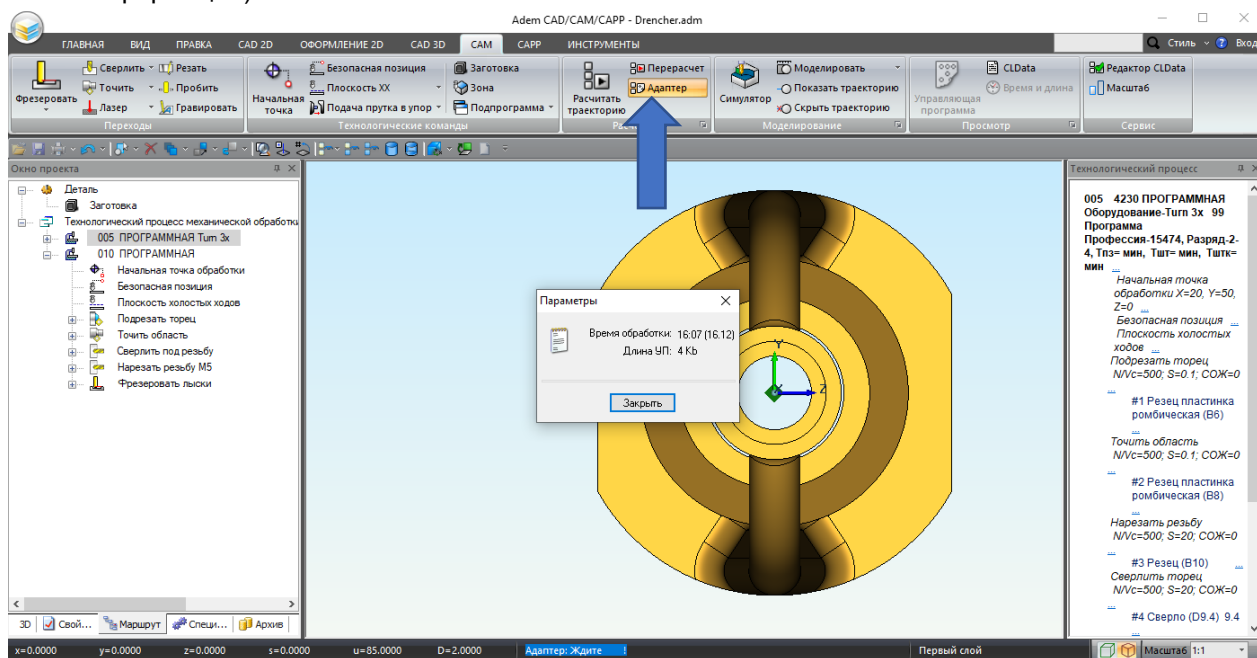 Adem CAD/CAM/CAPP - Drencher.adm
ГЛАВНАЯ ВИД ПРАВКА CAD 2D ОФОРМЛЕНИЕ 2D CAD 3D CAM CAPP ИНСТРУМЕНТЫ Стиль Вход
Фрезеровать
Сверлить Резать
Точить Пробить
Лазер Гравировать
Переходы
Начальная
точка
Безопасная позиция Заготовка
Плоскость XX Зона
Подача прутка в упор Подпрограмма
Технологические команды
Расчитать
траекторию
Перерасчет
Адаптер
Симулятор
Моделировать
Показать траекторию
Скрыть траекторию
Моделирование
Управляющая
программа
CLData
Время и длина
Просмотр
Редактор CLData
Масштаб
Сервис
Окно проекта
Деталь
Заготовка
Технологический процесс механической обработки
005 ПРОГРАММНАЯ Turn 3x
010 ПРОГРАММНАЯ
Начальная точка обработки
Безопасная позиция
Плоскость холостых ходов
Подрезать торец
Точить область
Сверлить под резьбу
Нарезать резьбу М5
Фрезеровать лыски
3D Свой... Маршрут Специ... Архив
Параметры
Время обработки: 16:07 (16.12)
Длина УП: 4 Kb
Закрыть
Y
X
Z
Технологический процесс
005 4230 ПРОГРАММНАЯ
Оборудование-Turn 3x 99
Программа
Профессия-15474, Разряд-2-
4, Тпз= мин, Тшт= мин, Тштк=
мин ...
Начальная точка
обработки X=20, Y=50,
Z=0 ...
Безопасная позиция ...
Плоскость холостых
ходов ...
Подрезать торец
N/Vc=500; S=0.1; СОЖ=0
...
#1 Резец пластинка
ромбическая (B6)
...
Точить область
N/Vc=500; S=0.1; СОЖ=0
...
#2 Резец пластинка
ромбическая (B8)
...
Нарезать резьбу
N/Vc=500; S=20; СОЖ=0
...
#3 Резец (B10) ...
Сверлить торец
N/Vc=500; S=20; СОЖ=0
...
#4 Сверло (D9.4) 9.4
...
x=0.0000 y=0.0000 z=0.0000 s=0.0000 u=85.0000 D=2.0000 Адаптер: Ждите ! Первый слой Масштаб 1:1